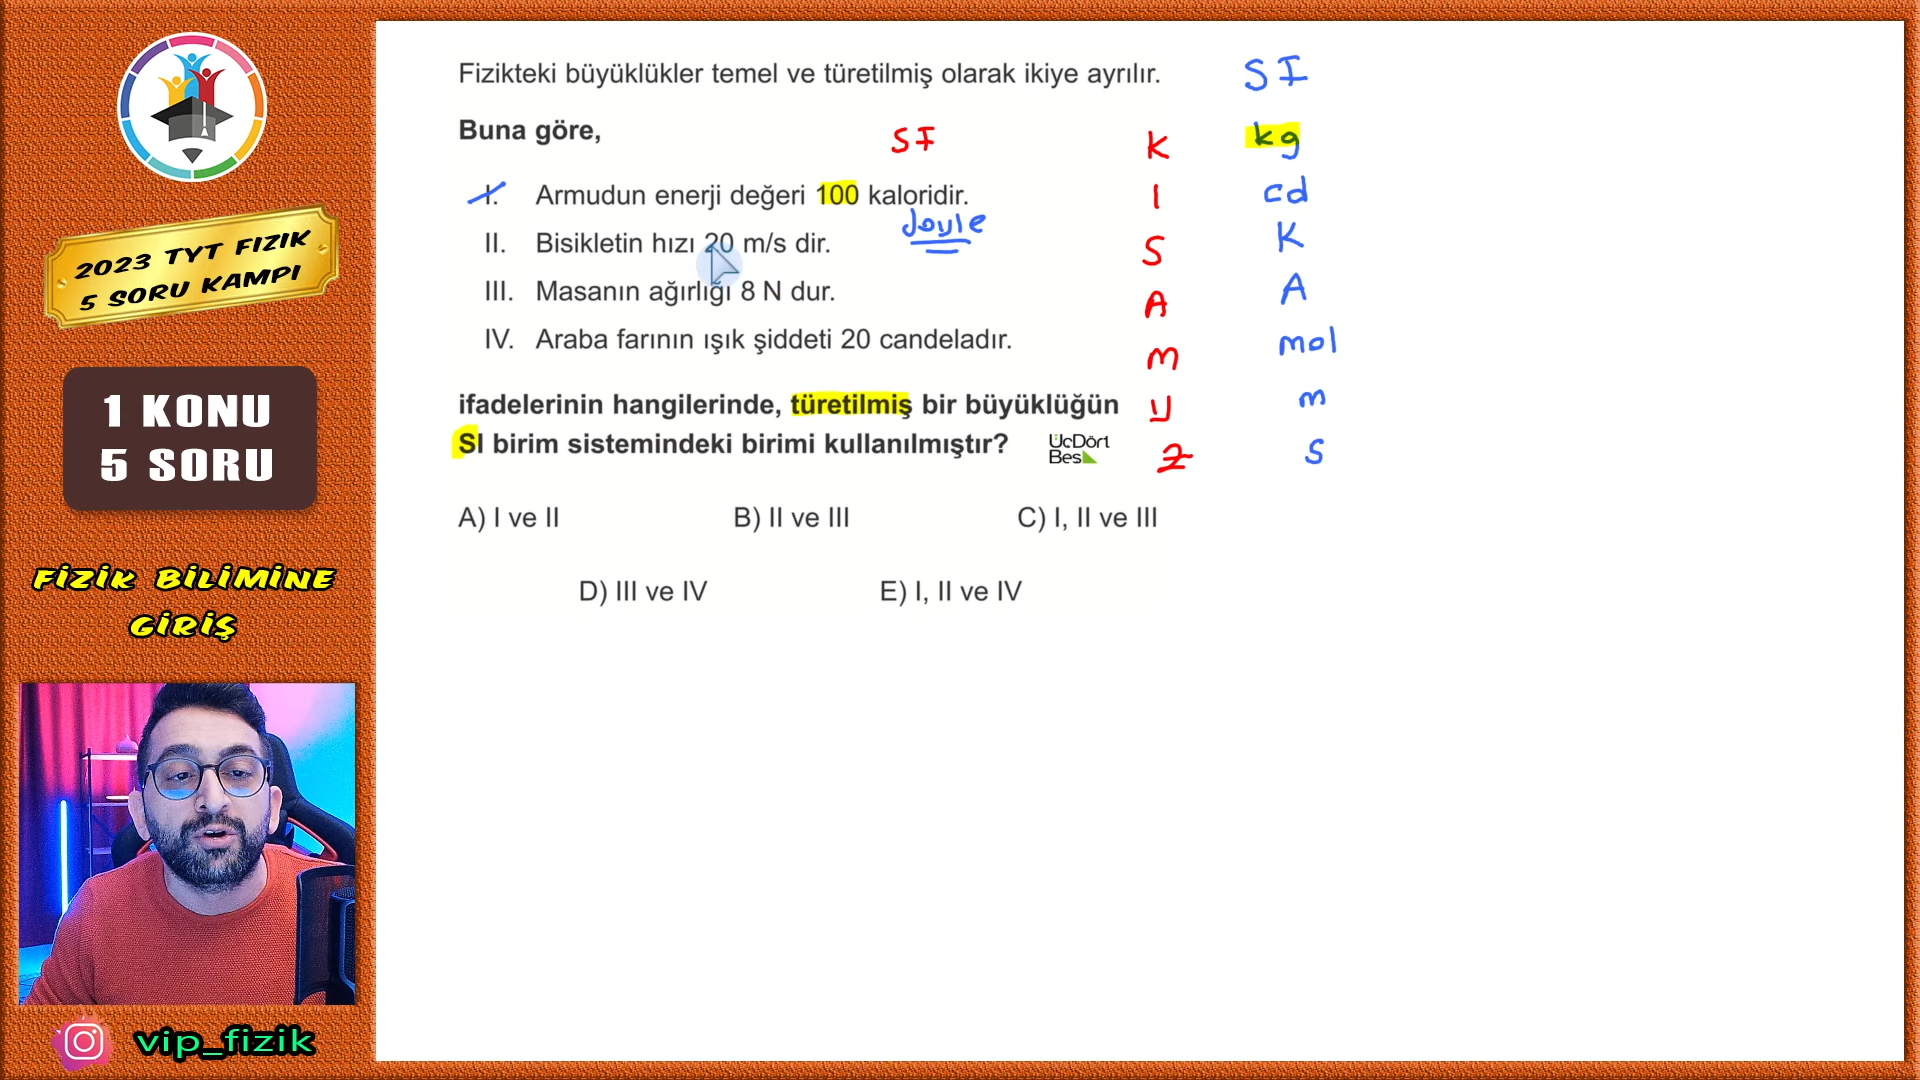 2023 TYT FIZIK
5 SORU KAMPI
1 KONU
5 SORU
FİZİK BİLİMİNE
GİRİŞ
vip_fizik
Fizikteki büyüklükler temel ve türetilmiş olarak ikiye ayrılır.
Buna göre,
SI
I. Armudun enerji değeri 100 kaloridir.
Joule
II. Bisikletin hızı 20 m/s dir.
III. Masanın ağırlığı 8 N dur.
IV. Araba farının ışık şiddeti 20 candeladır.
ifadelerinin hangilerinde, türetilmiş bir büyüklüğün
SI birim sistemindeki birimi kullanılmıştır?
ÜçDört
Beş
A) I ve II
B) II ve III
C) I, II ve III
D) III ve IV
E) I, II ve IV
SI
K kg
I cd
S K
A A
M mol
U m
Z s